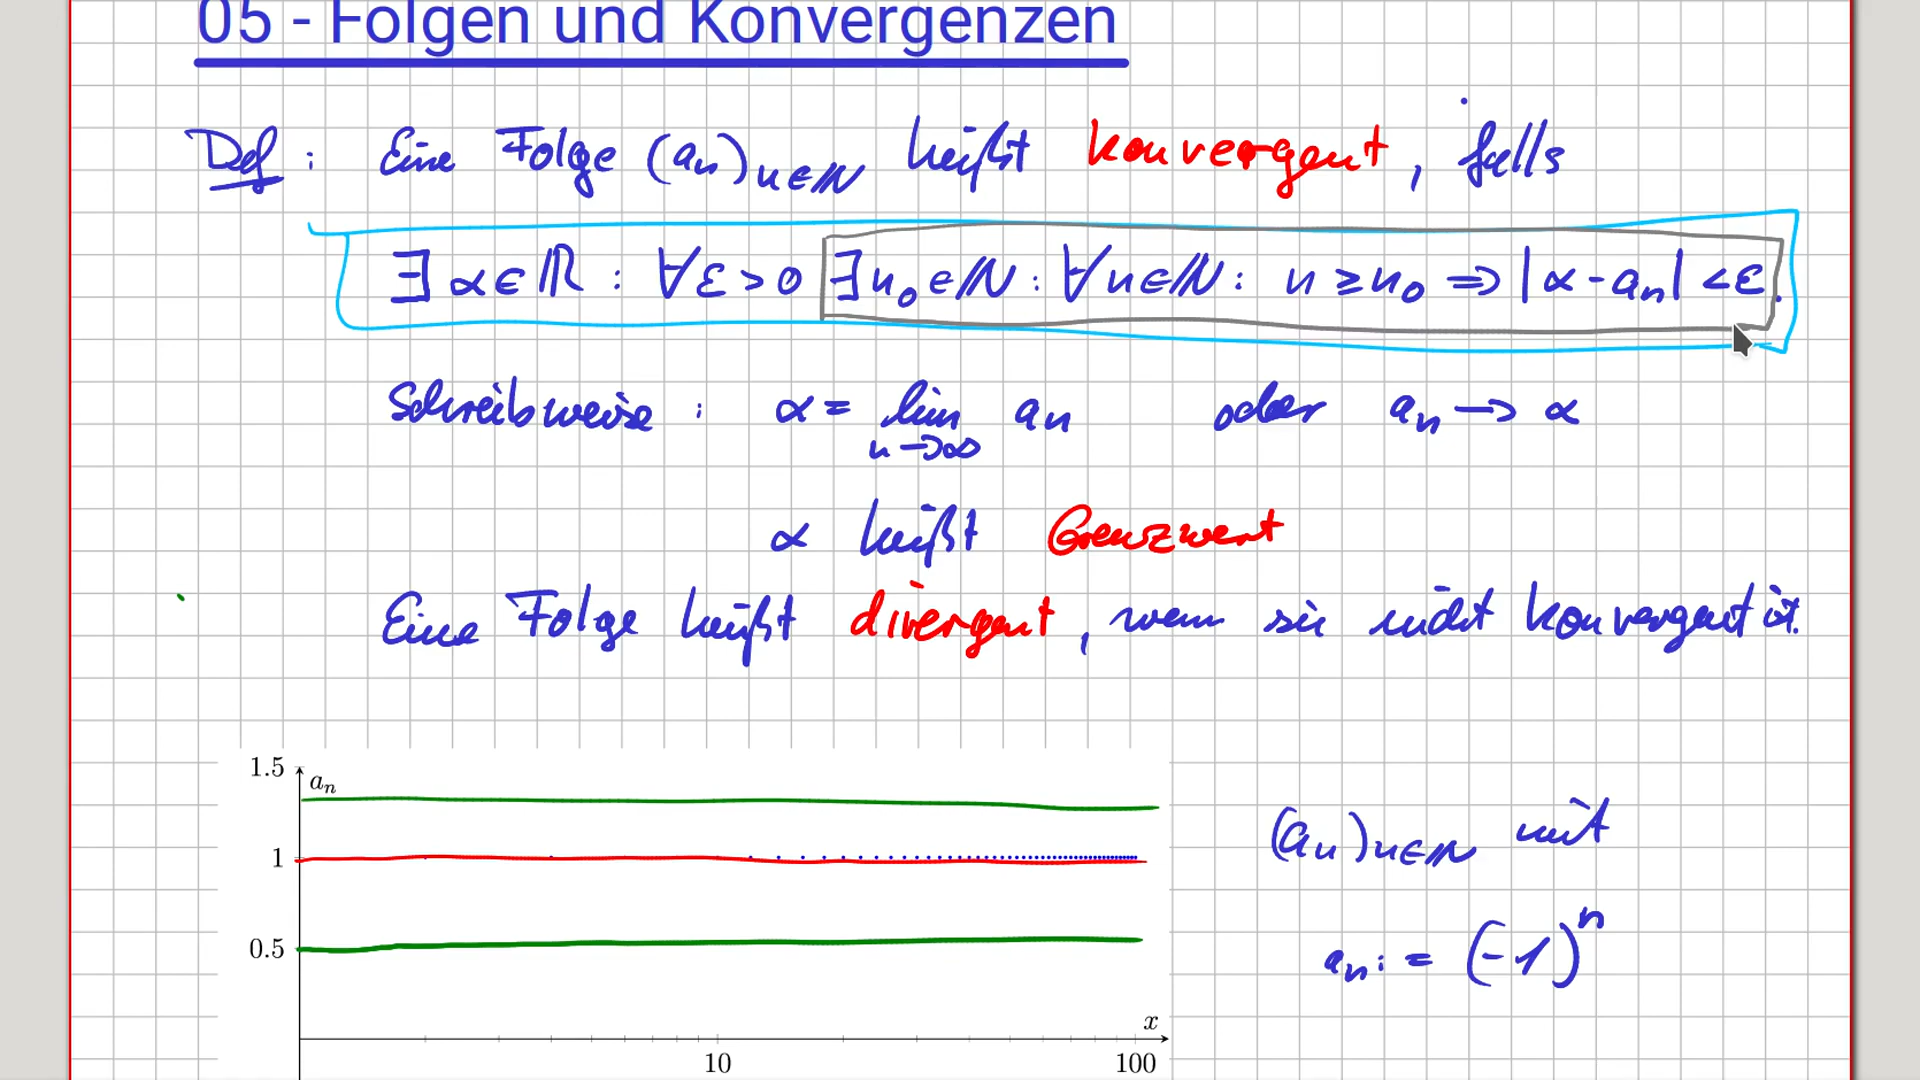 05 - Folgen und Konvergenzen
Def : Eine Folge (aₙ)ₙ∈ℕ heißt konvergent, falls
∃ α∈ℝ : ∀ε>0 ∃n₀∈ℕ : ∀n∈ℕ : n≥n₀ ⇒ |α-aₙ| <ε.
Schreibweise : α = lim n→∞ aₙ oder aₙ → α
α heißt Grenzwert
Eine Folge heißt divergent, wenn sie nicht konvergent ist.
1.5
aₙ
1
0.5
x
10
100
(aₙ)ₙ∈ℕ mit
aₙ := (-1)ⁿ